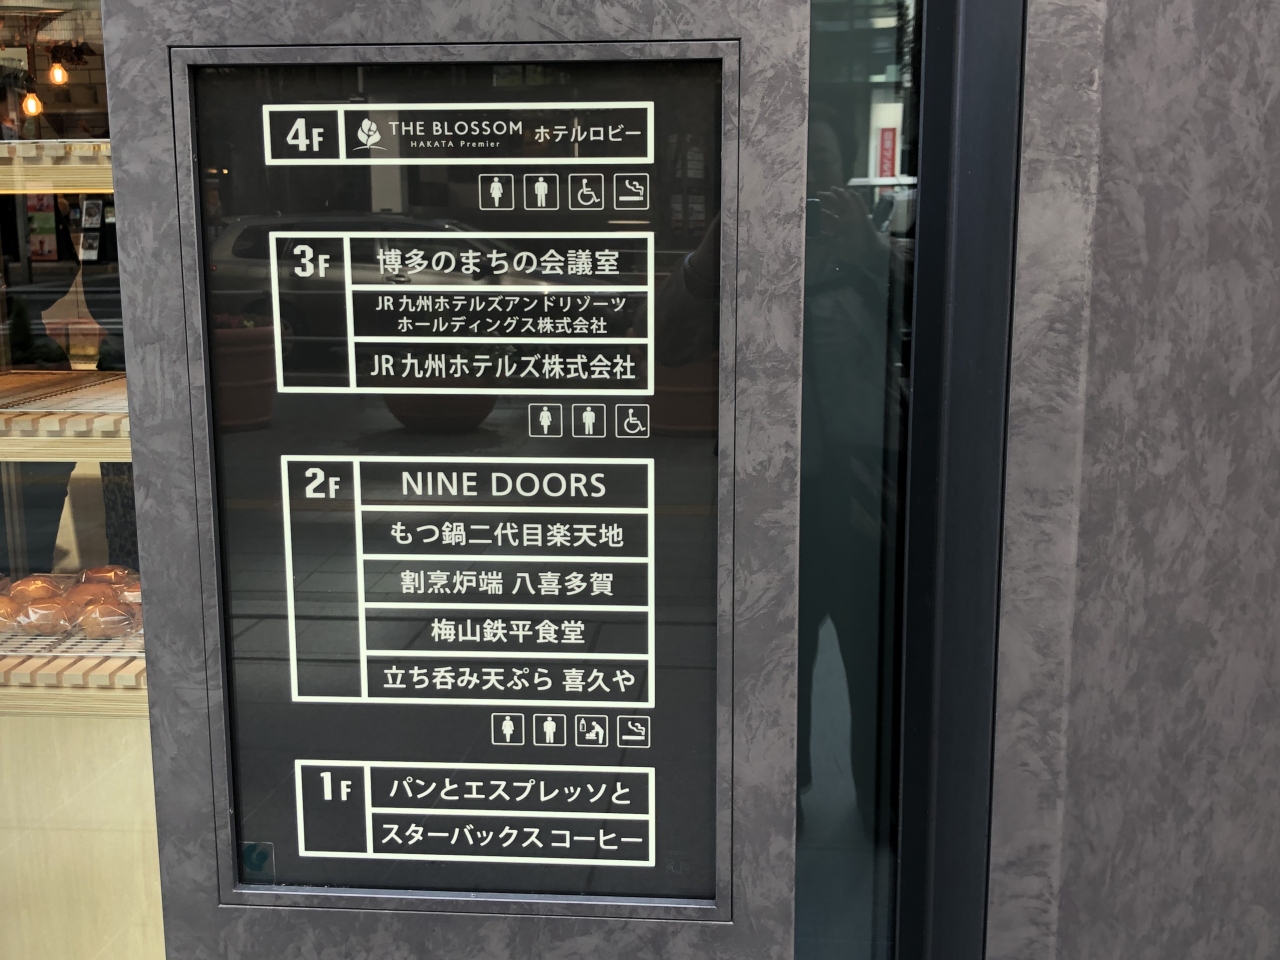 4F THE BLOSSOM HAKATA Premier ホテルロビー
3F 博多のまちの会議室
JR 九州ホテルズアンドリゾーツ
ホールディングス株式会社
JR 九州ホテルズ株式会社
2F NINE DOORS
もつ鍋二代目楽天地
割烹炉端 八喜多賀
梅山鉄平食堂
立ち呑み天ぷら 喜久や
1F パンとエスプレッソと
スターバックス コーヒー